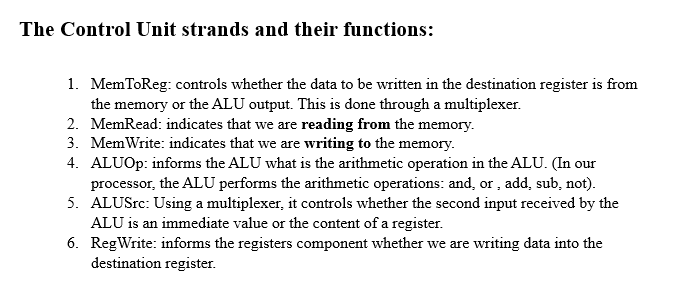 The Control Unit strands and their functions:
1. MemToReg: controls whether the data to be written in the destination register is from
the memory or the ALU output. This is done through a multiplexer.
2. MemRead: indicates that we are reading from the memory.
3. MemWrite: indicates that we are writing to the memory.
4. ALUOp: informs the ALU what is the arithmetic operation in the ALU. (In our
processor, the ALU performs the arithmetic operations: and, or , add, sub, not).
5. ALUSrc: Using a multiplexer, it controls whether the second input received by the
ALU is an immediate value or the content of a register.
6. RegWrite: informs the registers component whether we are writing data into the
destination register.